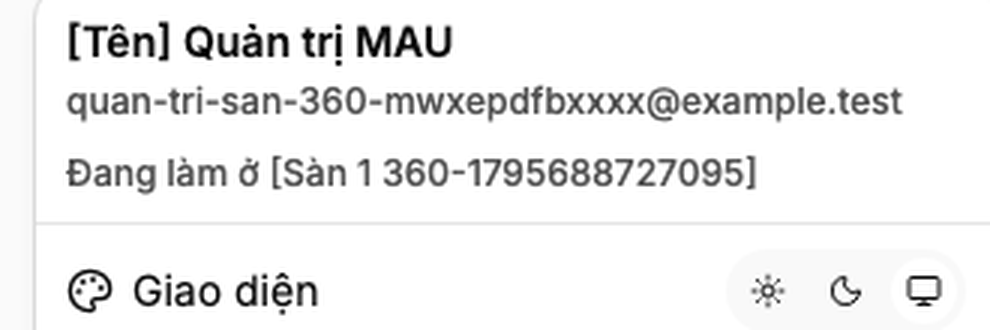 [Tên] Quản trị MAU
quan-tri-san-360-mwxepdfbxxxx@example.test
Đang làm ở [Sàn 1 360-1795688727095]
Giao diện